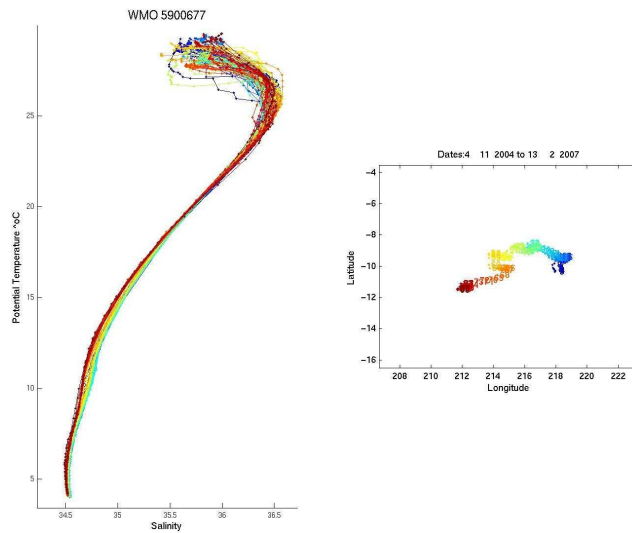 WMO 5900677
25
20
15
10
5
34.5 35 35.5 36 36.5
Potential Temperature ^oC
Salinity
Dates:4 11 2004 to 13 2 2007
−4
−6
−8
−10
−12
−14
−16
208 210 212 214 216 218 220 222
Latitude
Longitude